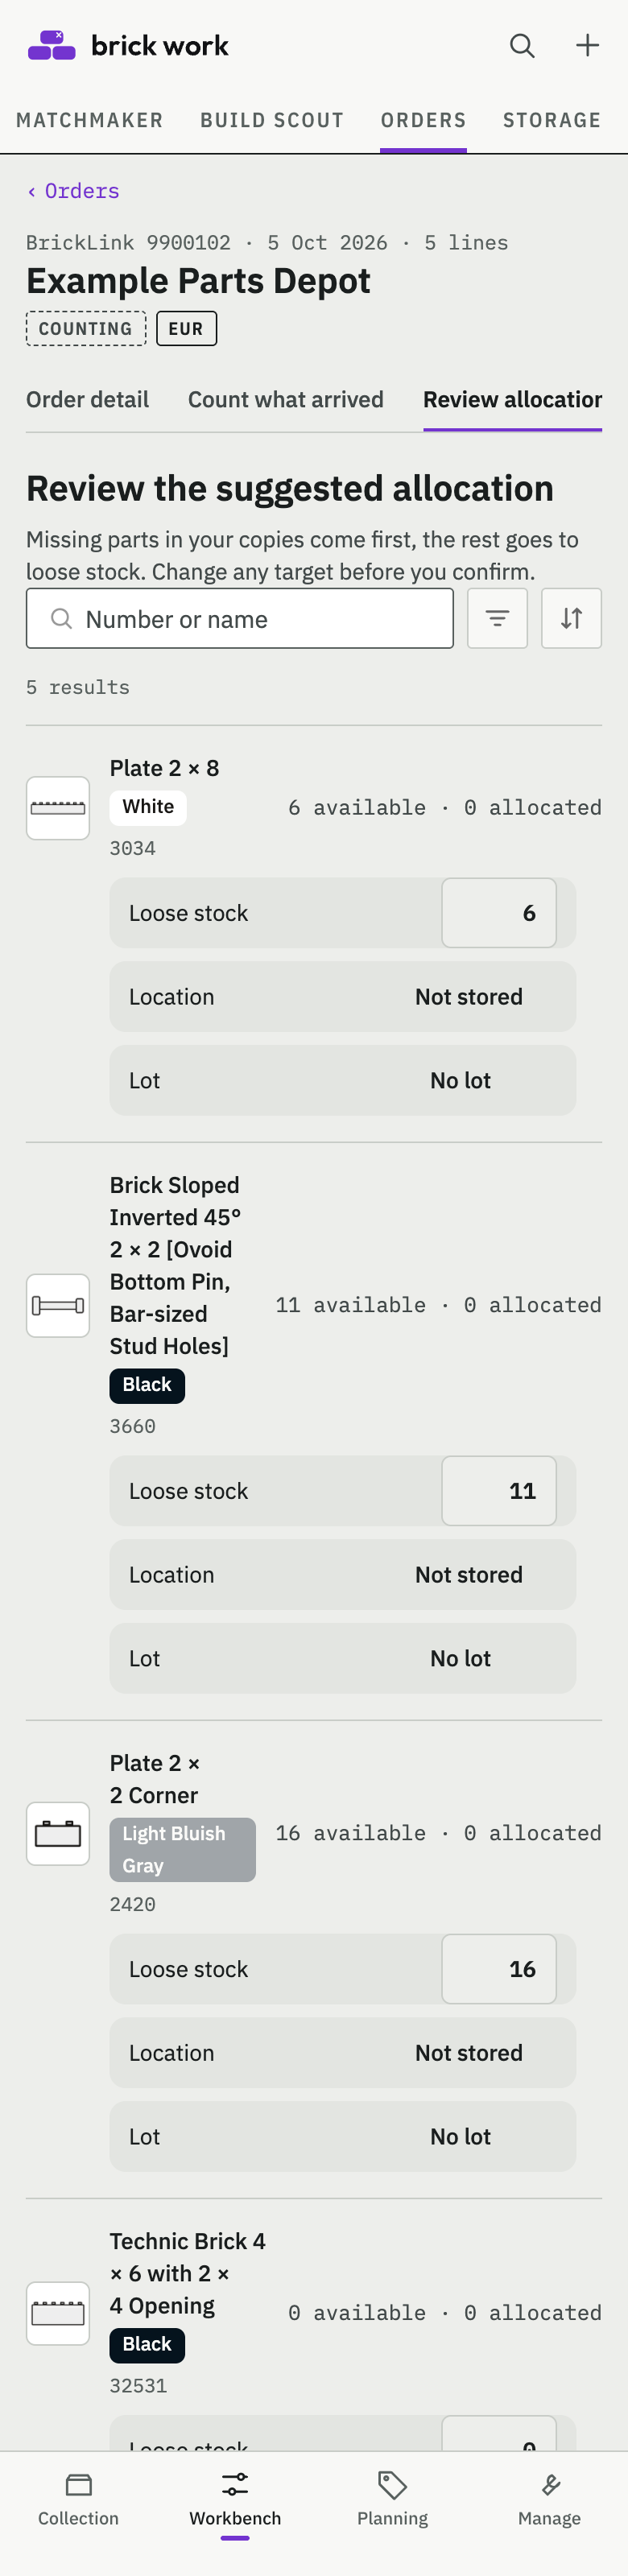 brick work
MATCHMAKER BUILD SCOUT ORDERS STORAGE
‹ Orders
BrickLink 9900102 · 5 Oct 2026 · 5 lines
Example Parts Depot
COUNTING EUR
Order detail Count what arrived Review allocation
Review the suggested allocation
Missing parts in your copies come first, the rest goes to
loose stock. Change any target before you confirm.
Number or name
5 results
Plate 2 × 8
White
6 available · 0 allocated
3034
Loose stock 6
Location Not stored
Lot No lot
Brick Sloped
Inverted 45°
2 × 2 [Ovoid
Bottom Pin,
Bar-sized
Stud Holes]
11 available · 0 allocated
Black
3660
Loose stock 11
Location Not stored
Lot No lot
Plate 2 ×
2 Corner
Light Bluish
Gray
16 available · 0 allocated
2420
Loose stock 16
Location Not stored
Lot No lot
Technic Brick 4
× 6 with 2 ×
4 Opening
0 available · 0 allocated
Black
32531
Loose stock 0
Collection Workbench Planning Manage